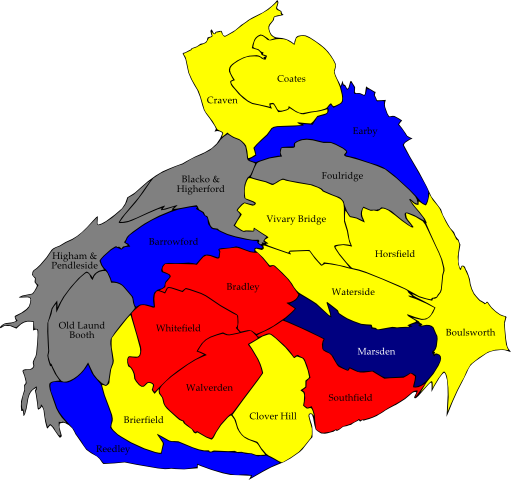 Coates
Craven
Earby
Foulridge
Blacko &
Higherford
Vivary Bridge
Barrowford
Horsfield
Higham &
Pendleside
Bradley
Waterside
Old Laund
Booth
Whitefield
Boulsworth
Marsden
Walverden
Southfield
Clover Hill
Brierfield
Reedley